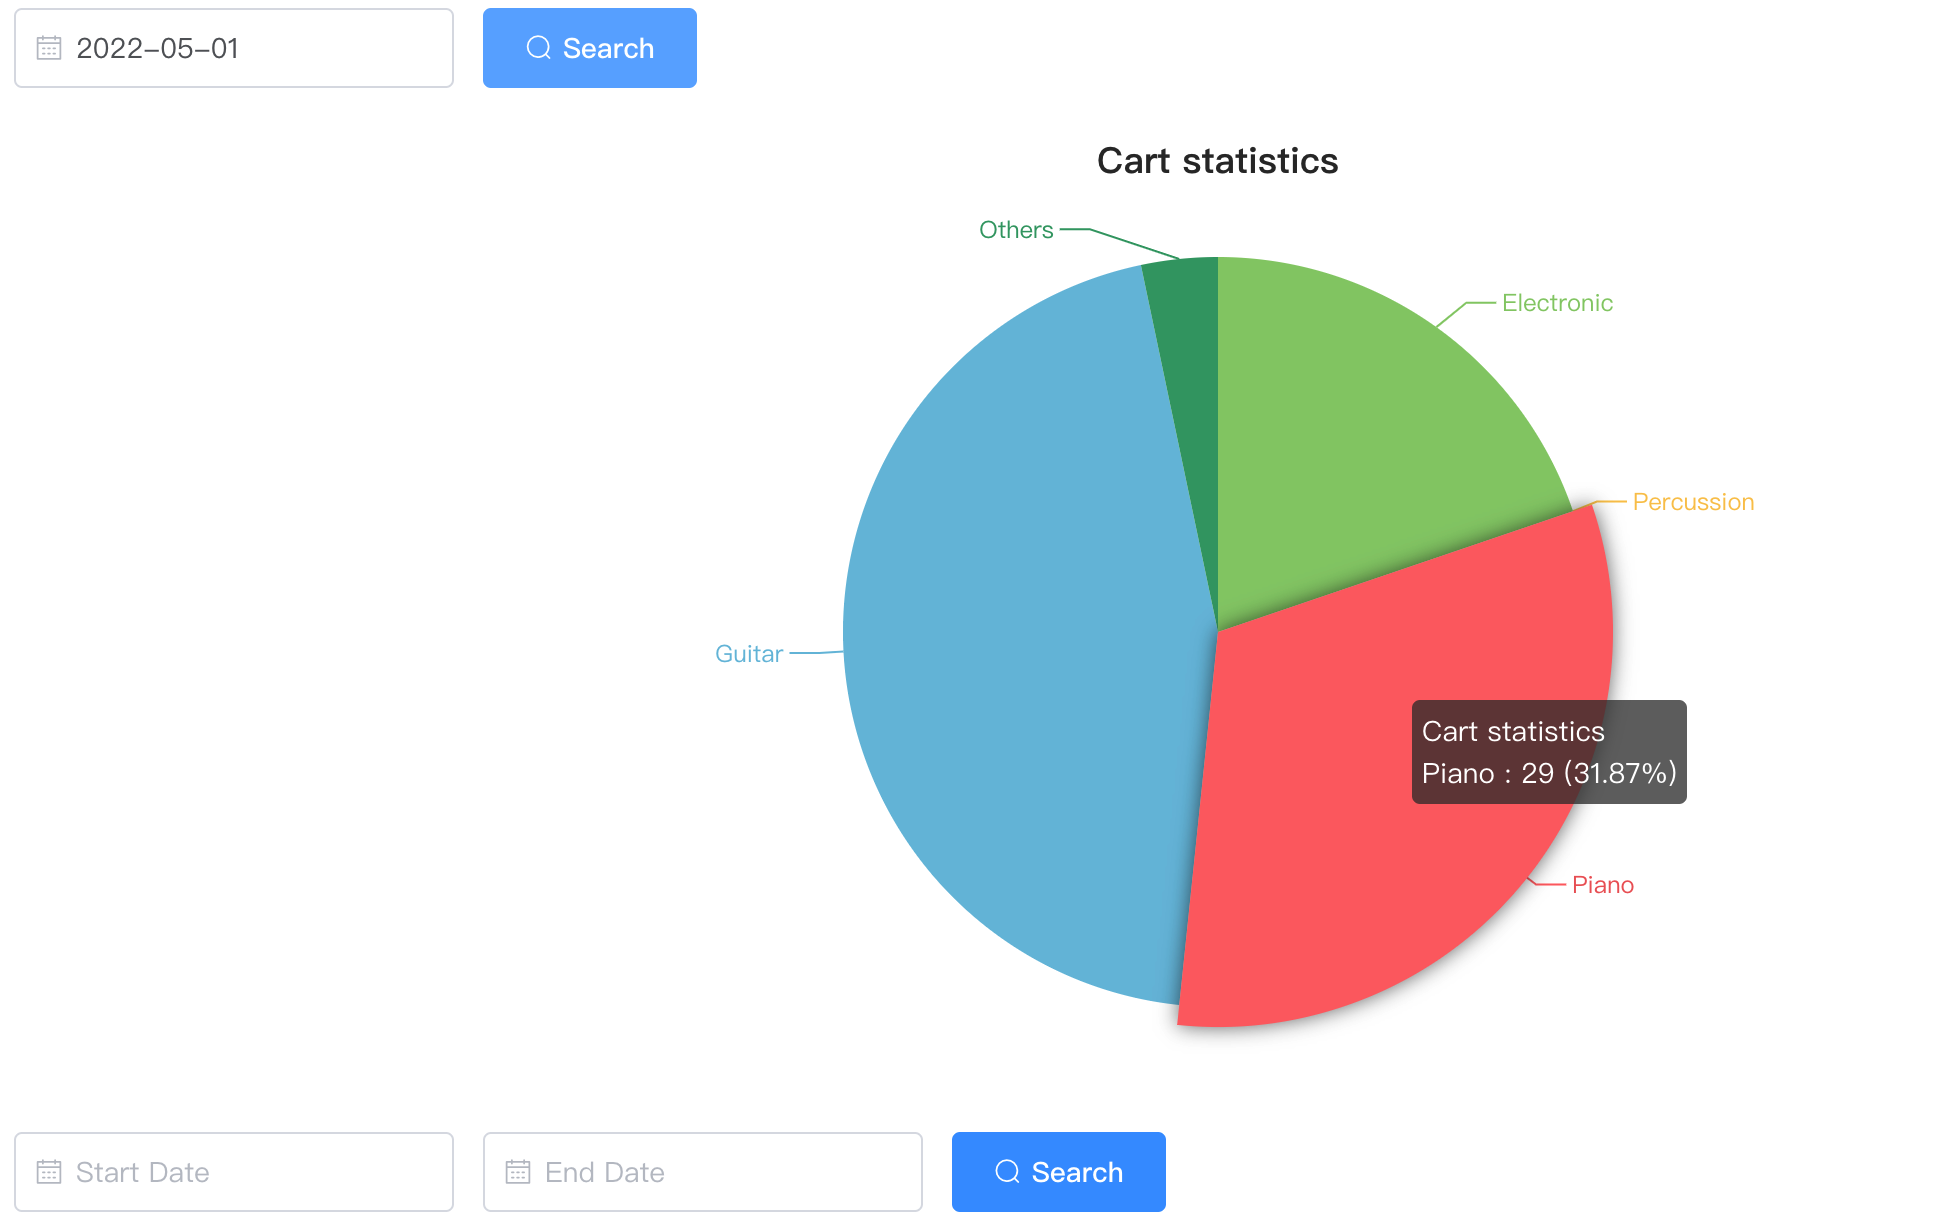 2022-05-01
Search
Cart statistics
Others
Electronic
Percussion
Guitar
Cart statistics
Piano : 29 (31.87%)
Piano
Start Date
End Date
Search